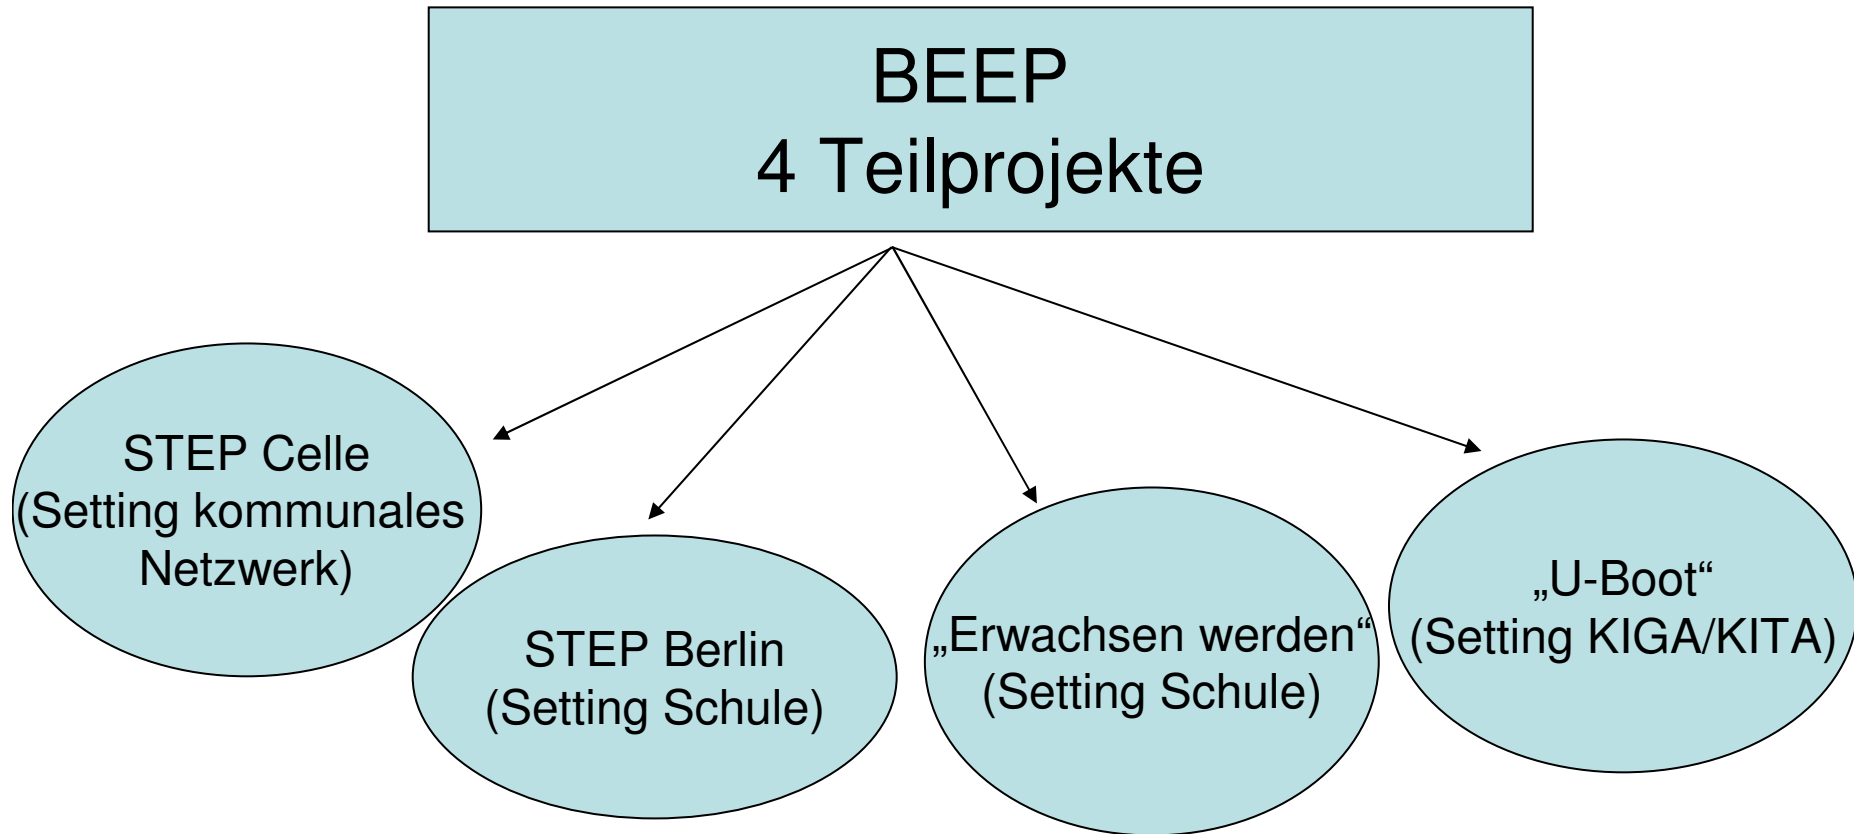 BEEP
4 Teilprojekte
STEP Celle
(Setting kommunales
Netzwerk)
STEP Berlin
(Setting Schule)
„Erwachsen werden“
(Setting Schule)
„U-Boot“
(Setting KIGA/KITA)